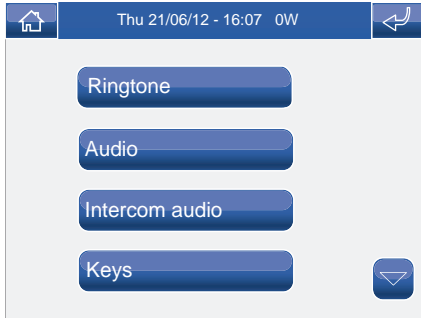 Thu 21/06/12 - 16:07 0W
Ringtone
Audio
Intercom audio
Keys